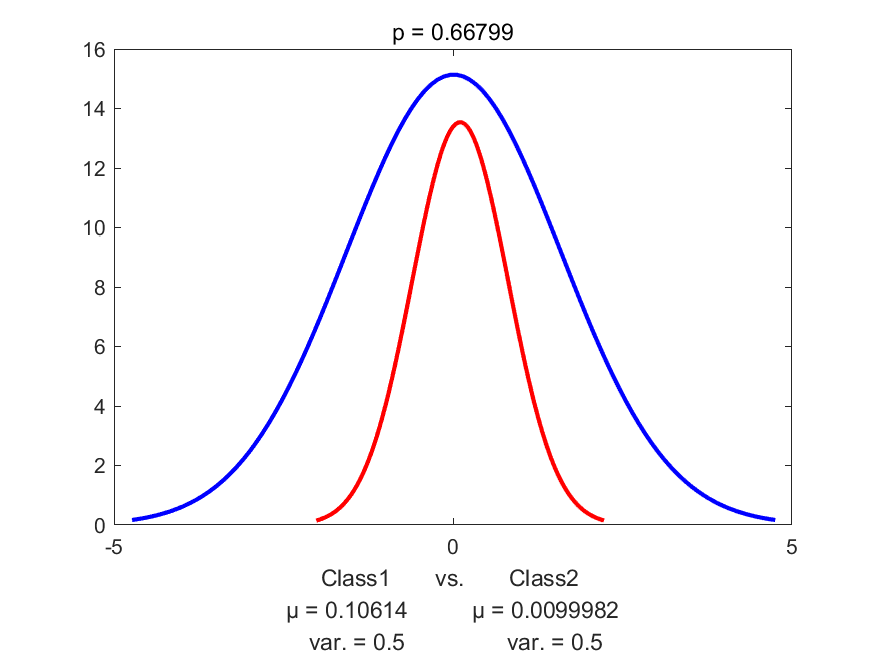 p = 0.66799
16
14
12
10
8
6
4
2
0
-5 0 5
Class1 vs. Class2
μ = 0.10614 μ = 0.0099982
var. = 0.5 var. = 0.5